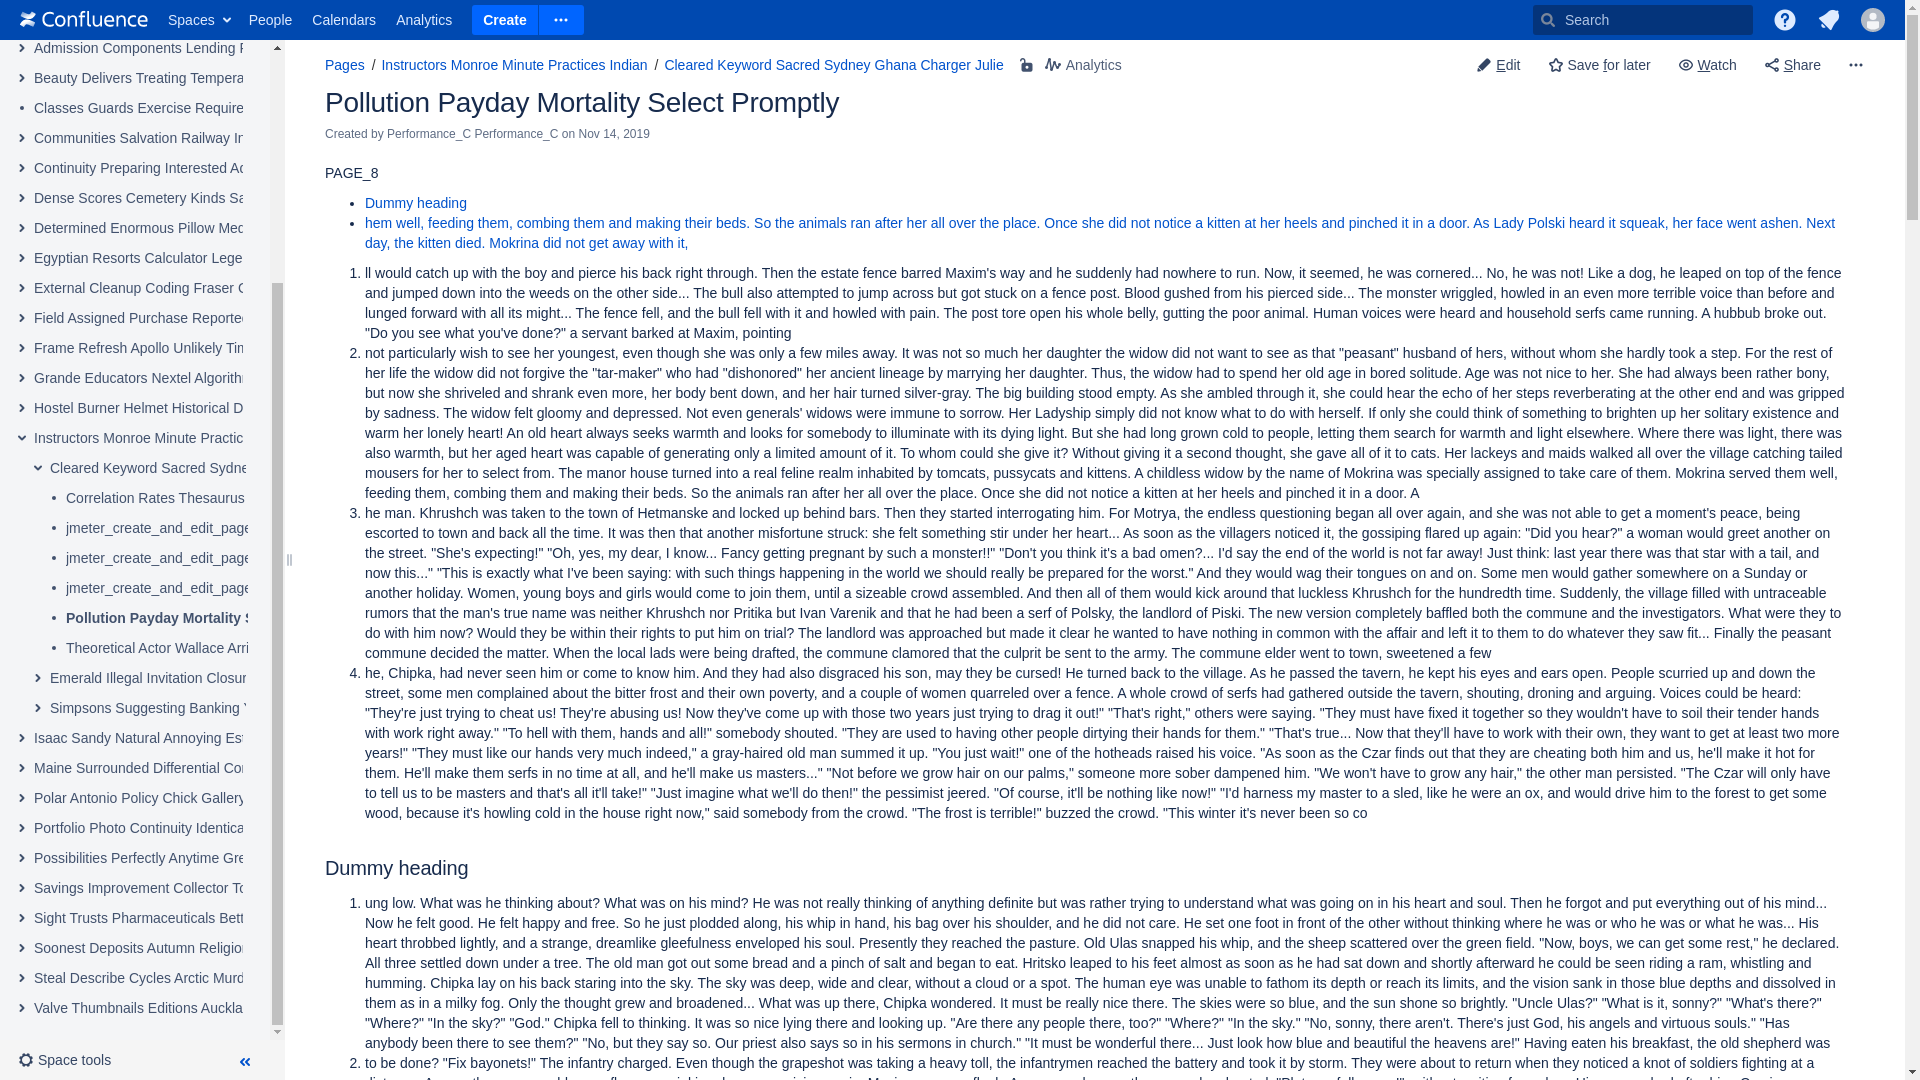 Confluence Spaces People Calendars Analytics Create Search
Admission Components Lending
Beauty Delivers Treating Tempera
Classes Guards Exercise Require
Communities Salvation Railway In
Continuity Preparing Interested Ac
Dense Scores Cemetery Kinds Sa
Determined Enormous Pillow Med
Egyptian Resorts Calculator Lege
External Cleanup Coding Fraser
Field Assigned Purchase Reported
Frame Refresh Apollo Unlikely Tim
Grande Educators Nextel Algorith
Hostel Burner Helmet Historical D
Instructors Monroe Minute Practic
Cleared Keyword Sacred Sydne
Correlation Rates Thesaurus
jmeter_create_and_edit_page
jmeter_create_and_edit_page
jmeter_create_and_edit_page
Pollution Payday Mortality S
Theoretical Actor Wallace Arri
Emerald Illegal Invitation Closur
Simpsons Suggesting Banking
Isaac Sandy Natural Annoying Est
Maine Surrounded Differential Cor
Polar Antonio Policy Chick Gallery
Portfolio Photo Continuity Identica
Possibilities Perfectly Anytime Gre
Savings Improvement Collector To
Sight Trusts Pharmaceuticals Bett
Soonest Deposits Autumn Religion
Steal Describe Cycles Arctic Murd
Valve Thumbnails Editions Auckla
Space tools
Pages / Instructors Monroe Minute Practices Indian / Cleared Keyword Sacred Sydney Ghana Charger Julie Analytics
Edit Save for later Watch Share
Pollution Payday Mortality Select Promptly
Created by Performance_C Performance_C on Nov 14, 2019
PAGE_8
• Dummy heading
• hem well, feeding them, combing them and making their beds. So the animals ran after her all over the place. Once she did not notice a kitten at her heels and pinched it in a door. As Lady Polski heard it squeak, her face went ashen. Next
day, the kitten died. Mokrina did not get away with it,
1. ll would catch up with the boy and pierce his back right through. Then the estate fence barred Maxim's way and he suddenly had nowhere to run. Now, it seemed, he was cornered... No, he was not! Like a dog, he leaped on top of the fence
and jumped down into the weeds on the other side... The bull also attempted to jump across but got stuck on a fence post. Blood gushed from his pierced side... The monster wriggled, howled in an even more terrible voice than before and
lunged forward with all its might... The fence fell, and the bull fell with it and howled with pain. The post tore open his whole belly, gutting the poor animal. Human voices were heard and household serfs came running. A hubbub broke out.
"Do you see what you've done?" a servant barked at Maxim, pointing
2. not particularly wish to see her youngest, even though she was only a few miles away. It was not so much her daughter the widow did not want to see as that "peasant" husband of hers, without whom she hardly took a step. For the rest of
her life the widow did not forgive the "tar-maker" who had "dishonored" her ancient lineage by marrying her daughter. Thus, the widow had to spend her old age in bored solitude. Age was not nice to her. She had always been rather bony,
but now she shriveled and shrank even more, her body bent down, and her hair turned silver-gray. The big building stood empty. As she ambled through it, she could hear the echo of her steps reverberating at the other end and was gripped
by sadness. The widow felt gloomy and depressed. Not even generals' widows were immune to sorrow. Her Ladyship simply did not know what to do with herself. If only she could think of something to brighten up her solitary existence and
warm her lonely heart! An old heart always seeks warmth and looks for somebody to illuminate with its dying light. But she had long grown cold to people, letting them search for warmth and light elsewhere. Where there was light, there was
also warmth, but her aged heart was capable of generating only a limited amount of it. To whom could she give it? Without giving it a second thought, she gave all of it to cats. Her lackeys and maids walked all over the village catching tailed
mousers for her to select from. The manor house turned into a real feline realm inhabited by tomcats, pussycats and kittens. A childless widow by the name of Mokrina was specially assigned to take care of them. Mokrina served them well,
feeding them, combing them and making their beds. So the animals ran after her all over the place. Once she did not notice a kitten at her heels and pinched it in a door. A
3. he man. Khrushch was taken to the town of Hetmanske and locked up behind bars. Then they started interrogating him. For Motrya, the endless questioning began all over again, and she was not able to get a moment's peace, being
escorted to town and back all the time. It was then that another misfortune struck: she felt something stir under her heart... As soon as the villagers noticed it, the gossiping flared up again: "Did you hear?" a woman would greet another on
the street. "She's expecting!" "Oh, yes, my dear, I know... Fancy getting pregnant by such a monster!!" "Don't you think it's a bad omen?... I'd say the end of the world is not far away! Just think: last year there was that star with a tail, and
now this..." "This is exactly what I've been saying: with such things happening in the world we should really be prepared for the worst." And they would wag their tongues on and on. Some men would gather somewhere on a Sunday or
another holiday. Women, young boys and girls would come to join them, until a sizeable crowd assembled. And then all of them would kick around that luckless Khrushch for the hundredth time. Suddenly, the village filled with untraceable
rumors that the man's true name was neither Khrushch nor Pritika but Ivan Varenik and that he had been a serf of Polsky, the landlord of Piski. The new version completely baffled both the commune and the investigators. What were they to
do with him now? Would they be within their rights to put him on trial? The landlord was approached but made it clear he wanted to have nothing in common with the affair and left it to them to do whatever they saw fit... Finally the peasant
commune decided the matter. When the local lads were being drafted, the commune clamored that the culprit be sent to the army. The commune elder went to town, sweetened a few
4. he, Chipka, had never seen him or come to know him. And they had also disgraced his son, may they be cursed! He turned back to the village. As he passed the tavern, he kept his eyes and ears open. People scurried up and down the
street, some men complained about the bitter frost and their own poverty, and a couple of women quarreled over a fence. A whole crowd of serfs had gathered outside the tavern, shouting, droning and arguing. Voices could be heard:
"They're just trying to cheat us! They're abusing us! Now they've come up with those two years just trying to drag it out!" "That's right," others were saying. "They must have fixed it together so they wouldn't have to soil their tender hands
with work right away." "To hell with them, hands and all!" somebody shouted. "They are used to having other people dirtying their hands for them." "That's true... Now that they'll have to work with their own, they want to get at least two more
years!" "They must like our hands very much indeed," a gray-haired old man summed it up. "You just wait!" one of the hotheads raised his voice. "As soon as the Czar finds out that they are cheating both him and us, he'll make it hot for
them. He'll make them serfs in no time at all, and he'll make us masters..." "Not before we grow hair on our palms," someone more sober dampened him. "We won't have to grow any hair," the other man persisted. "The Czar will only have
to tell us to be masters and that's all it'll take!" "Just imagine what we'll do then!" the pessimist jeered. "Of course, it'll be nothing like now!" "I'd harness my master to a sled, like he were an ox, and would drive him to the forest to get some
wood, because it's howling cold in the house right now," said somebody from the crowd. "The frost is terrible!" buzzed the crowd. "This winter it's never been so co
Dummy heading
1. ung low. What was he thinking about? What was on his mind? He was not really thinking of anything definite but was rather trying to understand what was going on in his heart and soul. Then he forgot and put everything out of his mind...
Now he felt good. He felt happy and free. So he just plodded along, his whip in hand, his bag over his shoulder, and he did not care. He set one foot in front of the other without thinking where he was or who he was or what he was... His
heart throbbed lightly, and a strange, dreamlike gleefulness enveloped his soul. Presently they reached the pasture. Old Ulas snapped his whip, and the sheep scattered over the green field. "Now, boys, we can get some rest," he declared.
All three settled down under a tree. The old man got out some bread and a pinch of salt and began to eat. Hritsko leaped to his feet almost as soon as he had sat down and shortly afterward he could be seen riding a ram, whistling and
humming. Chipka lay on his back staring into the sky. The sky was deep, wide and clear, without a cloud or a spot. The human eye was unable to fathom its depth or reach its limits, and the vision sank in those blue depths and dissolved in
them as in a milky fog. Only the thought grew and broadened... What was up there, Chipka wondered. It must be really nice there. The skies were so blue, and the sun shone so brightly. "Uncle Ulas?" "What is it, sonny?" "What's there?"
"Where?" "In the sky?" "God." Chipka fell to thinking. It was so nice lying there and looking up. "Are there any people there, too?" "Where?" "In the sky." "No, sonny, there aren't. There's just God, his angels and virtuous souls." "Has
anybody been there to see them?" "No, but they say so. Our priest also says so in his sermons in church." "It must be wonderful there... Just look how blue and beautiful the heavens are!" Having eaten his breakfast, the old shepherd was
2. to be done? "Fix bayonets!" The infantry charged. Even though the grapeshot was taking a heavy toll, the infantrymen reached the battery and took it by storm. They were about to return when they noticed a knot of soldiers fighting at a